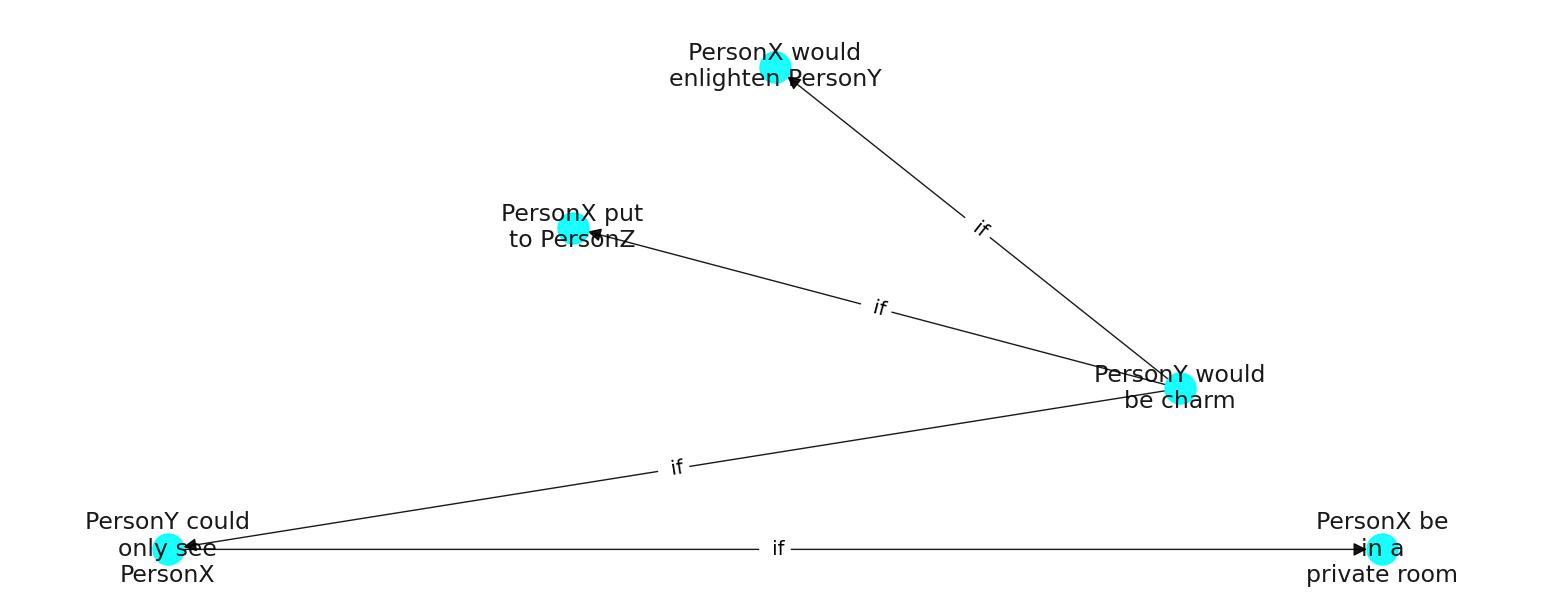 PersonX would
enlighten PersonY
PersonX put
to PersonZ
if
if
PersonY would
be charm
if
PersonY could
only see
PersonX
if
PersonX be
in a
private room